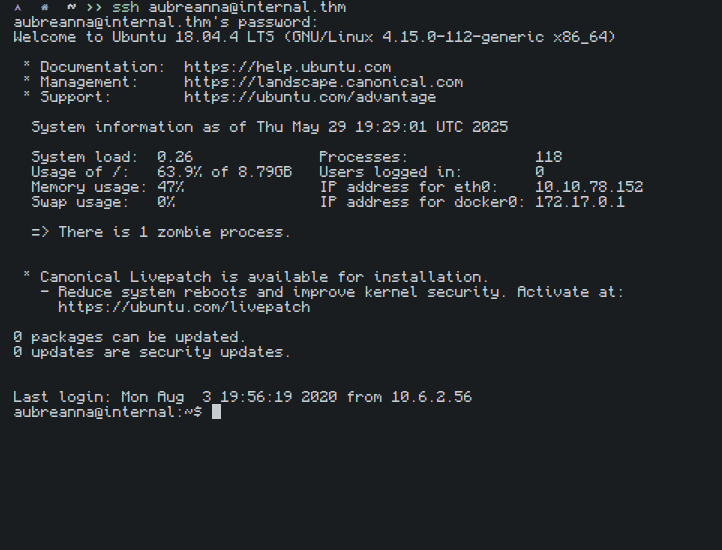 ^ # ~ >> ssh aubreanna@internal.thm
aubreanna@internal.thm's password:
Welcome to Ubuntu 18.04.4 LTS (GNU/Linux 4.15.0-112-generic x86_64)
* Documentation: https://help.ubuntu.com
* Management: https://landscape.canonical.com
* Support: https://ubuntu.com/advantage
System information as of Thu May 29 19:29:01 UTC 2025
System load: 0.26 Processes: 118
Usage of /: 63.9% of 8.79GB Users logged in: 0
Memory usage: 47% IP address for eth0: 10.10.78.152
Swap usage: 0% IP address for docker0: 172.17.0.1
=> There is 1 zombie process.
* Canonical Livepatch is available for installation.
- Reduce system reboots and improve kernel security. Activate at:
https://ubuntu.com/livepatch
0 packages can be updated.
0 updates are security updates.
Last login: Mon Aug 3 19:56:19 2020 from 10.6.2.56
aubreanna@internal:~$